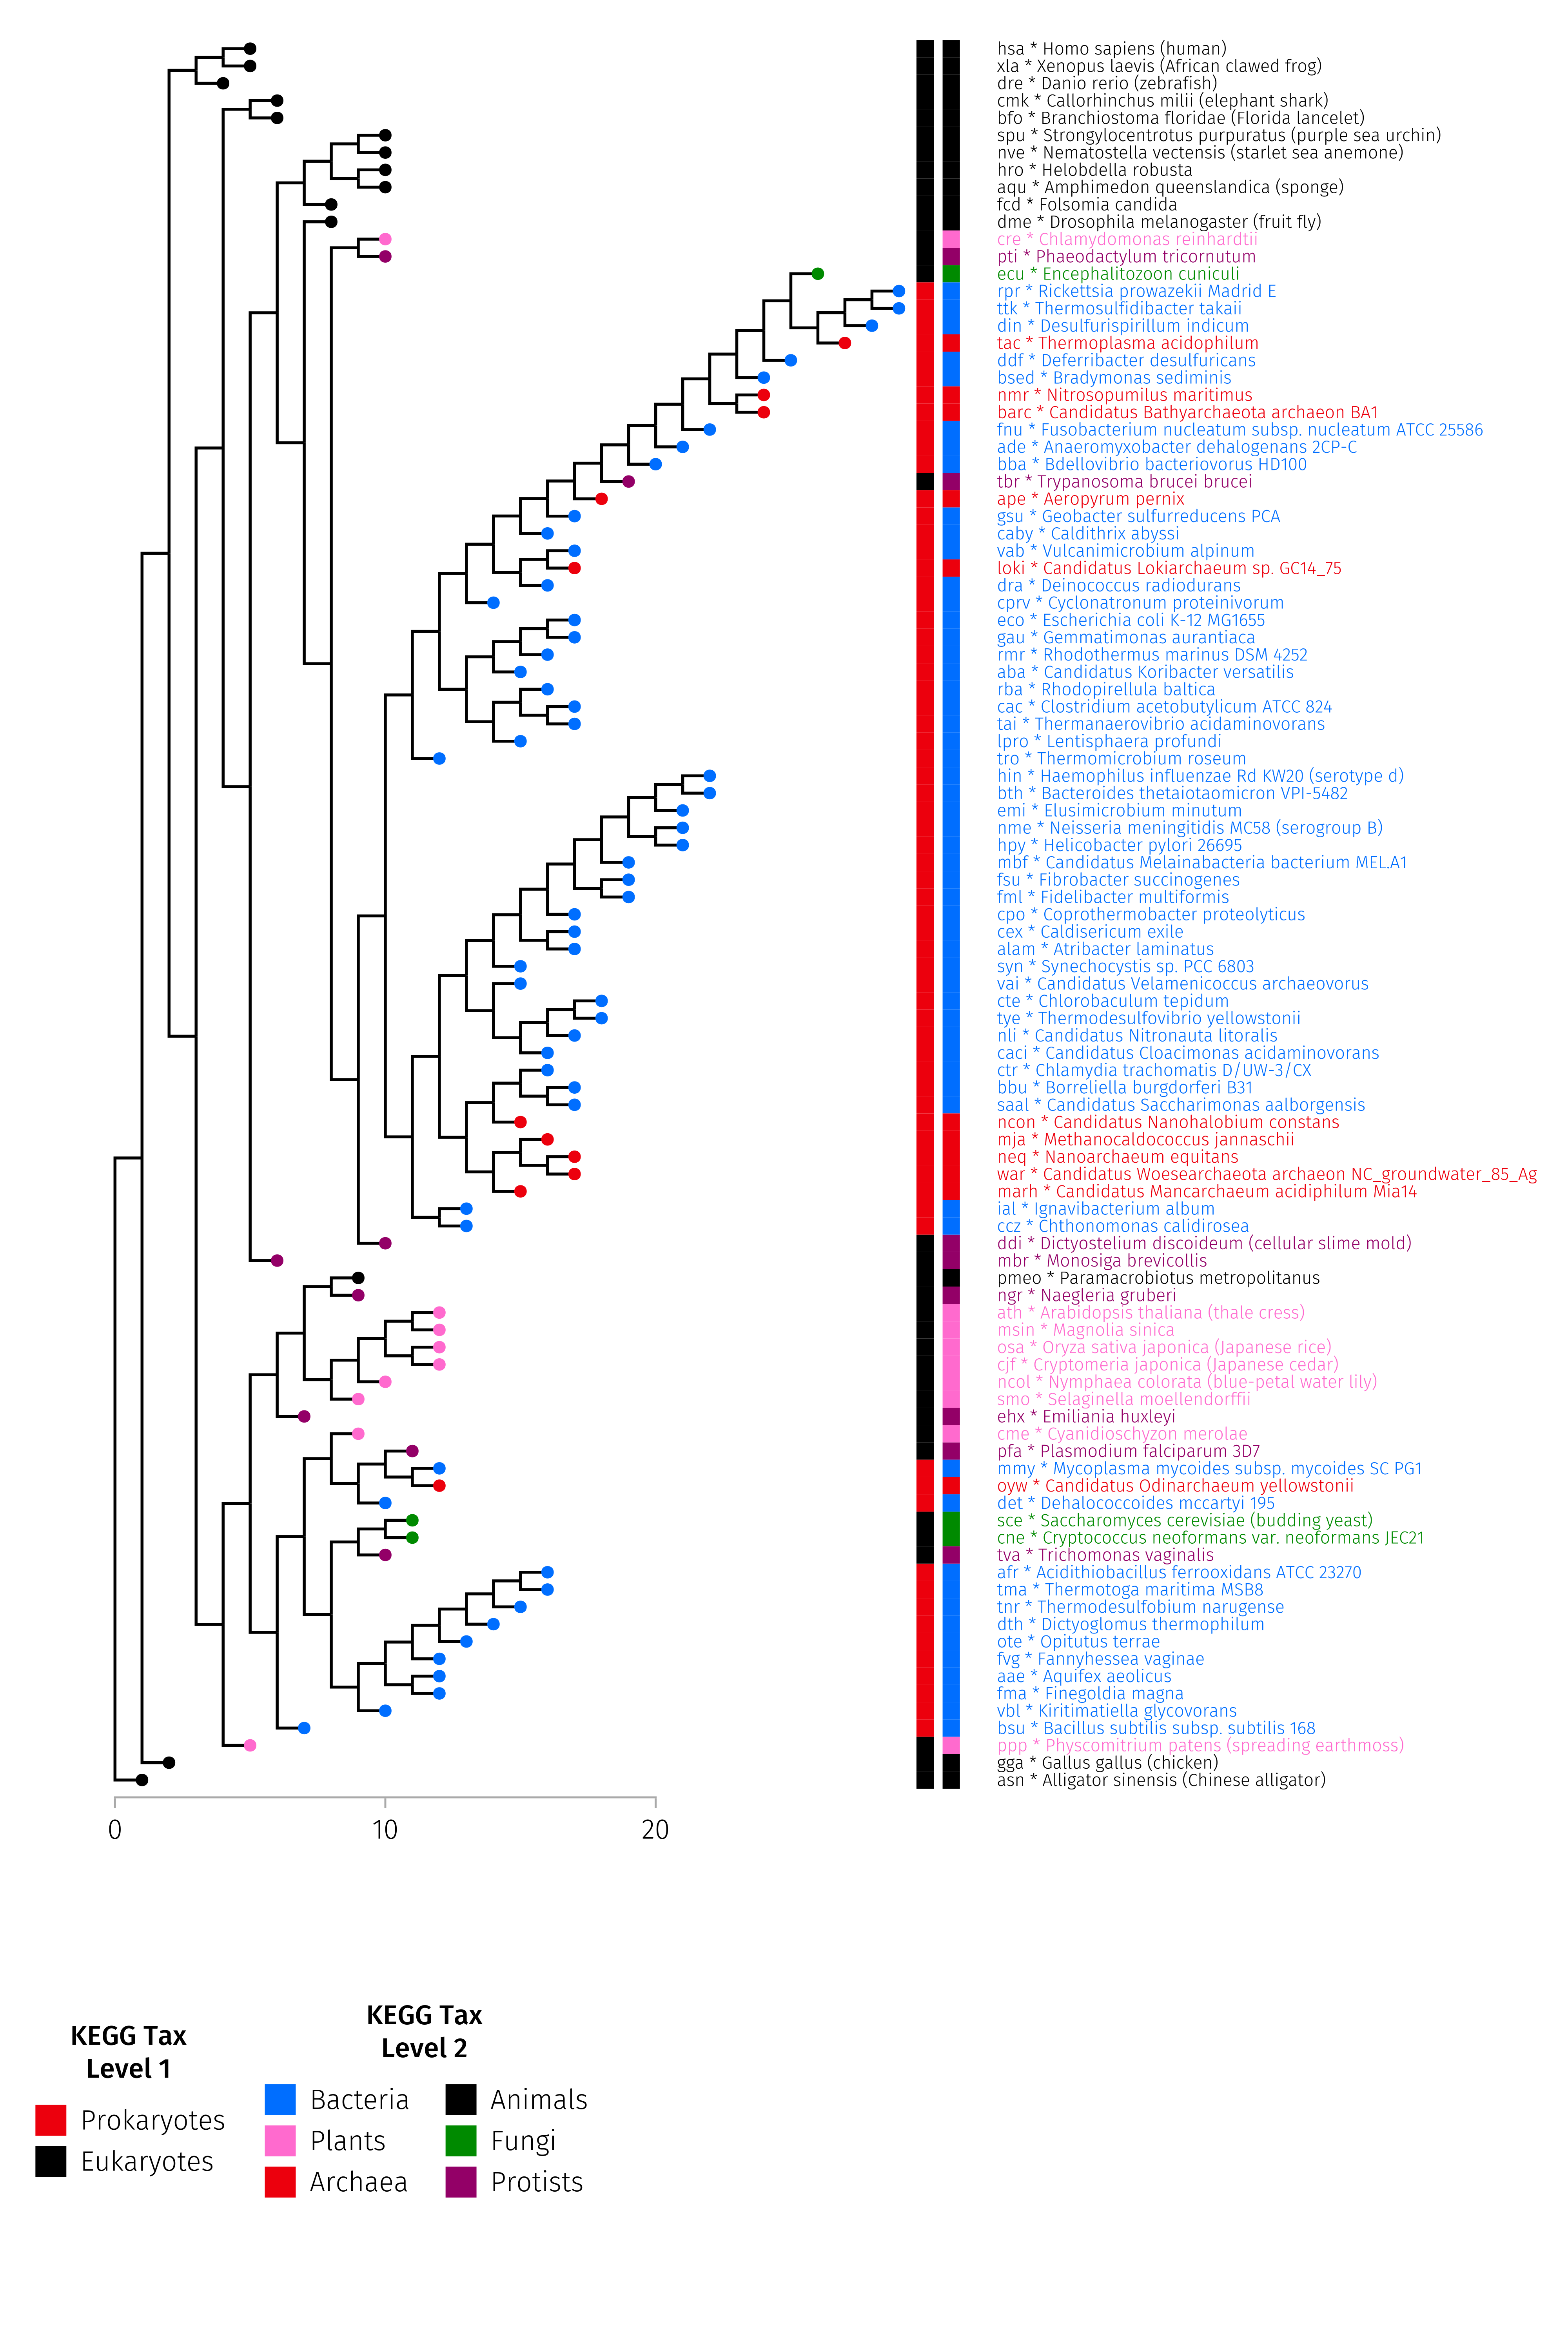 hsa * Homo sapiens (human)
xla * Xenopus laevis (African clawed frog)
dre * Danio rerio (zebrafish)
cmk * Callorhinchus milii (elephant shark)
bfo * Branchiostoma floridae (Florida lancelet)
spu * Strongylocentrotus purpuratus (purple sea urchin)
nve * Nematostella vectensis (starlet sea anemone)
hro * Helobdella robusta
aqu * Amphimedon queenslandica (sponge)
fcd * Folsomia candida
dme * Drosophila melanogaster (fruit fly)
cre * Chlamydomonas reinhardtii
pti * Phaeodactylum tricornutum
ecu * Encephalitozoon cuniculi
rpr * Rickettsia prowazekii Madrid E
ttk * Thermosulfidibacter takaii
din * Desulfurispirillum indicum
tac * Thermoplasma acidophilum
ddf * Deferribacter desulfuricans
bsed * Bradymonas sediminis
nmr * Nitrosopumilus maritimus
barc * Candidatus Bathyarchaeota archaeon BA1
fnu * Fusobacterium nucleatum subsp. nucleatum ATCC 25586
ade * Anaeromyxobacter dehalogenans 2CP-C
bba * Bdellovibrio bacteriovorus HD100
tbr * Trypanosoma brucei brucei
ape * Aeropyrum pernix
gsu * Geobacter sulfurreducens PCA
caby * Caldithrix abyssi
vab * Vulcanimicrobium alpinum
loki * Candidatus Lokiarchaeum sp. GC14_75
dra * Deinococcus radiodurans
cprv * Cyclonatronum proteinivorum
eco * Escherichia coli K-12 MG1655
gau * Gemmatimonas aurantiaca
rmr * Rhodothermus marinus DSM 4252
aba * Candidatus Koribacter versatilis
rba * Rhodopirellula baltica
cac * Clostridium acetobutylicum ATCC 824
tai * Thermanaerovibrio acidaminovorans
lpro * Lentisphaera profundi
tro * Thermomicrobium roseum
hin * Haemophilus influenzae Rd KW20 (serotype d)
bth * Bacteroides thetaiotaomicron VPI-5482
emi * Elusimicrobium minutum
nme * Neisseria meningitidis MC58 (serogroup B)
hpy * Helicobacter pylori 26695
mbf * Candidatus Melainabacteria bacterium MEL.A1
fsu * Fibrobacter succinogenes
fml * Fidelibacter multiformis
cpo * Coprothermobacter proteolyticus
cex * Caldisericum exile
alam * Atribacter laminatus
syn * Synechocystis sp. PCC 6803
vai * Candidatus Velamenicoccus archaeovorus
cte * Chlorobaculum tepidum
tye * Thermodesulfovibrio yellowstonii
nli * Candidatus Nitronauta litoralis
caci * Candidatus Cloacimonas acidaminovorans
ctr * Chlamydia trachomatis D/UW-3/CX
bbu * Borreliella burgdorferi B31
saal * Candidatus Saccharimonas aalborgensis
ncon * Candidatus Nanohalobium constans
mja * Methanocaldococcus jannaschii
neq * Nanoarchaeum equitans
war * Candidatus Woesearchaeota archaeon NC_groundwater_85_Ag
marh * Candidatus Mancarchaeum acidiphilum Mia14
ial * Ignavibacterium album
ccz * Chthonomonas calidirosea
ddi * Dictyostelium discoideum (cellular slime mold)
mbr * Monosiga brevicollis
pmeo * Paramacrobiotus metropolitanus
ngr * Naegleria gruberi
ath * Arabidopsis thaliana (thale cress)
msin * Magnolia sinica
osa * Oryza sativa japonica (Japanese rice)
cjf * Cryptomeria japonica (Japanese cedar)
ncol * Nymphaea colorata (blue-petal water lily)
smo * Selaginella moellendorffii
ehx * Emiliania huxleyi
cme * Cyanidioschyzon merolae
pfa * Plasmodium falciparum 3D7
mmy * Mycoplasma mycoides subsp. mycoides SC PG1
oyw * Candidatus Odinarchaeum yellowstonii
det * Dehalococcoides mccartyi 195
sce * Saccharomyces cerevisiae (budding yeast)
cne * Cryptococcus neoformans var. neoformans JEC21
tva * Trichomonas vaginalis
afr * Acidithiobacillus ferrooxidans ATCC 23270
tma * Thermotoga maritima MSB8
tnr * Thermodesulfobium narugense
dth * Dictyoglomus thermophilum
ote * Opitutus terrae
fvg * Fannyhessea vaginae
aae * Aquifex aeolicus
fma * Finegoldia magna
vbl * Kiritimatiella glycovorans
bsu * Bacillus subtilis subsp. subtilis 168
ppp * Physcomitrium patens (spreading earthmoss)
gga * Gallus gallus (chicken)
asn * Alligator sinensis (Chinese alligator)
0 10 20
KEGG Tax
Level 1
Prokaryotes
Eukaryotes
KEGG Tax
Level 2
Bacteria Animals
Plants Fungi
Archaea Protists